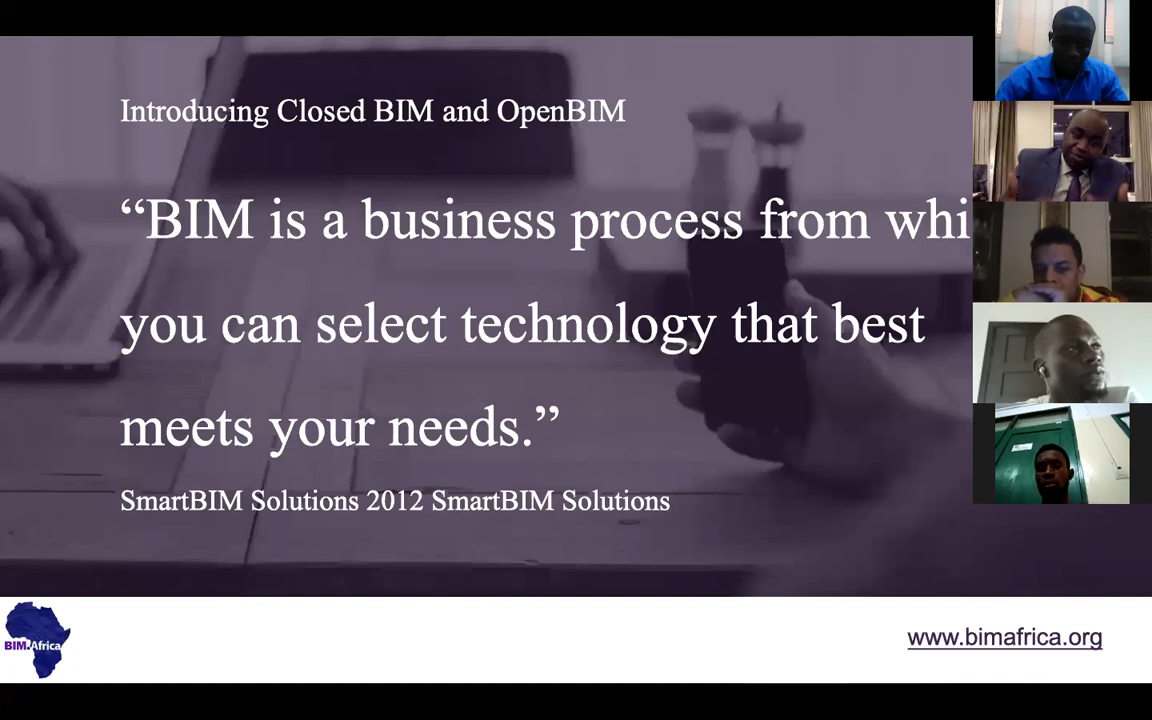 Introducing Closed BIM and OpenBIM
“BIM is a business process from whi
you can select technology that best
meets your needs.”
SmartBIM Solutions 2012 SmartBIM Solutions
BIM Africa
www.bimafrica.org